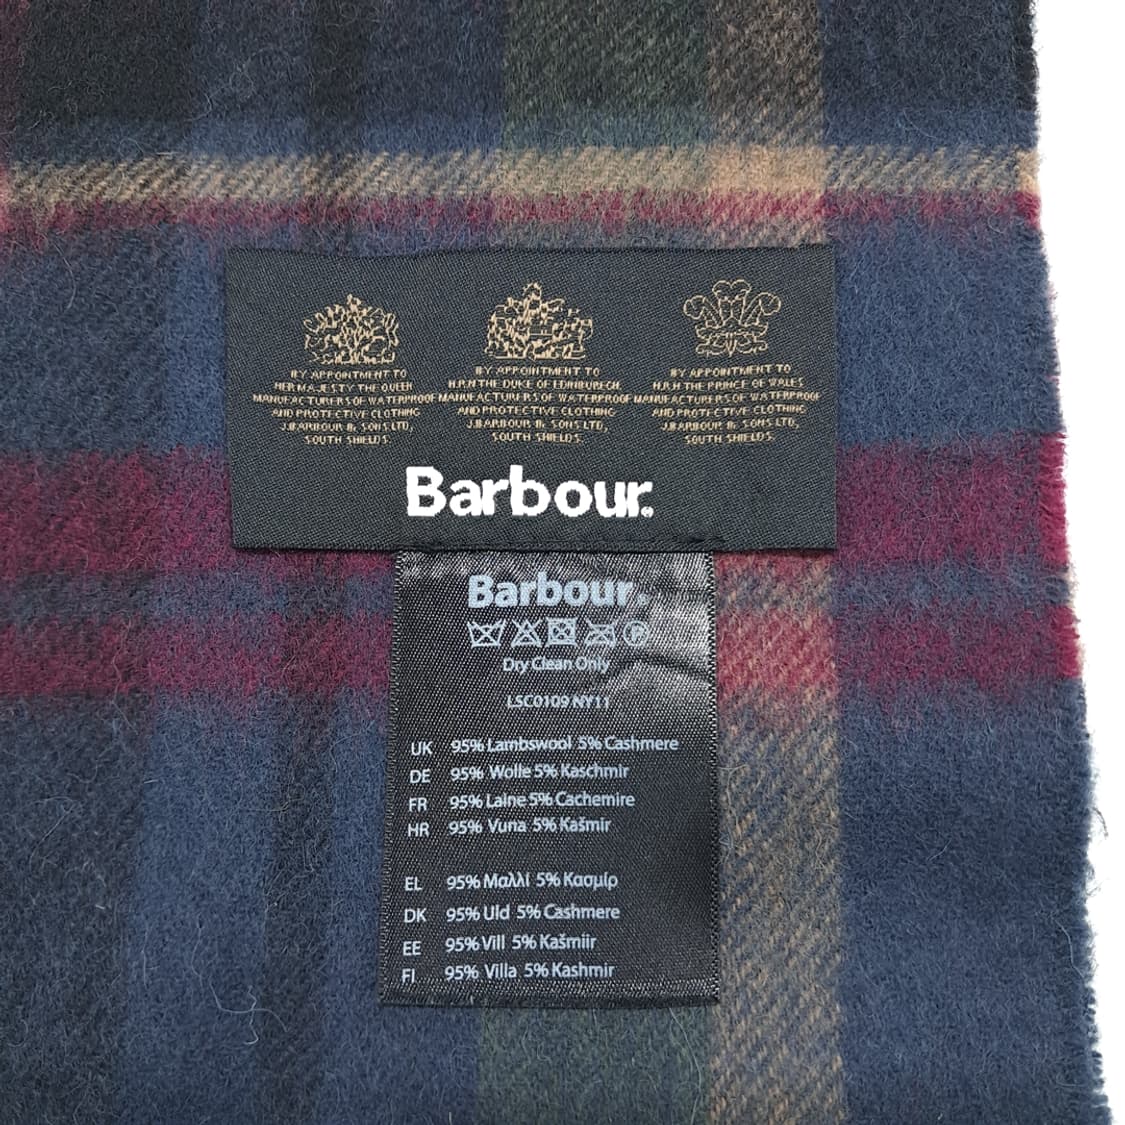 BY APPOINTMENT TO
HER MAJESTY THE QUEEN
MANUFACTURERS OF WATERPROOF
AND PROTECTIVE CLOTHING
J.BARBOUR & SONS LTD,
SOUTH SHIELDS.
BY APPOINTMENT TO
H.R.H THE DUKE OF EDINBURGH,
MANUFACTURERS OF WATERPROOF
AND PROTECTIVE CLOTHING
J.BARBOUR & SONS LTD,
SOUTH SHIELDS.
BY APPOINTMENT TO
H.R.H THE PRINCE OF WALES
MANUFACTURERS OF WATERPROOF
AND PROTECTIVE CLOTHING
J.BARBOUR & SONS LTD,
SOUTH SHIELDS.
Barbour.
Barbour.
P
Dry Clean Only
LSC0109 NY11
UK 95% Lambswool 5% Cashmere
DE 95% Wolle 5% Kaschmir
FR 95% Laine 5% Cachemire
HR 95% Vuna 5% Kašmir
EL 95% Μαλλί 5% Κασμίρ
DK 95% Uld 5% Cashmere
EE 95% Vill 5% Kašmiir
FI 95% Villa 5% Kashmir